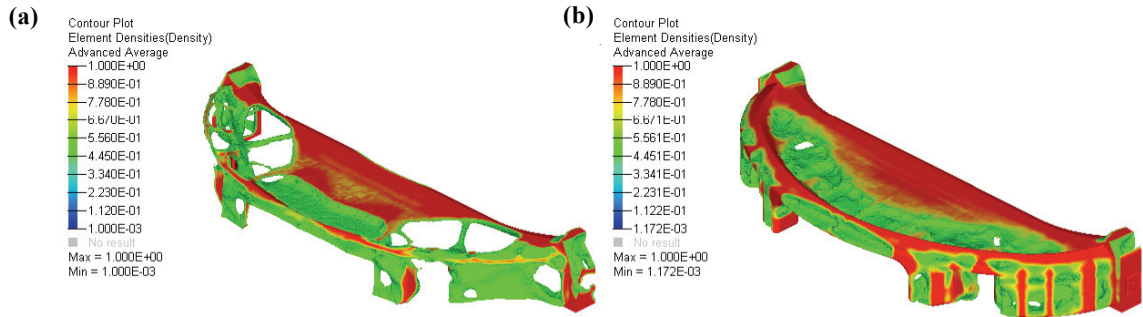 (a)
Contour Plot
Element Densities(Density)
Advanced Average
1.000E+00
8.890E-01
7.780E-01
6.670E-01
5.560E-01
4.450E-01
3.340E-01
2.230E-01
1.120E-01
1.000E-03
No result
Max = 1.000E+00
Min = 1.000E-03
(b)
Contour Plot
Element Densities(Density)
Advanced Average
1.000E+00
8.890E-01
7.780E-01
6.671E-01
5.561E-01
4.451E-01
3.341E-01
2.231E-01
1.122E-01
1.172E-03
No result
Max = 1.000E+00
Min = 1.172E-03